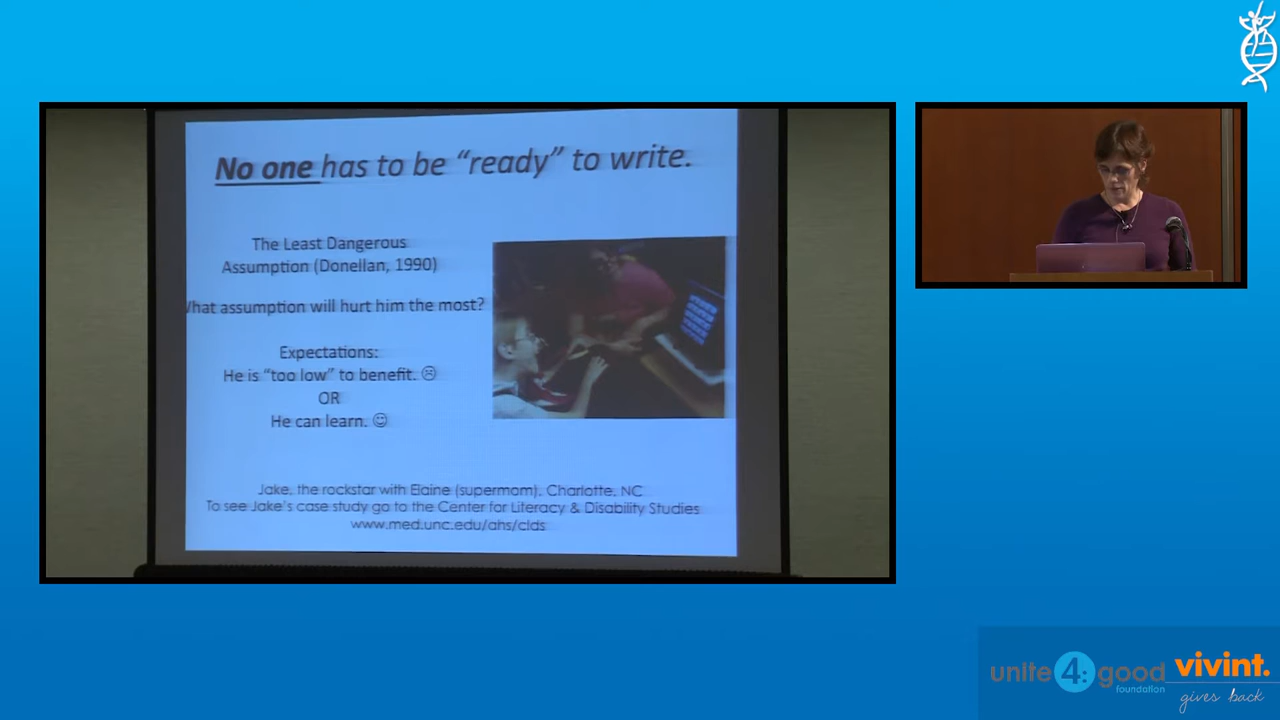 No one has to be “ready” to write.
The Least Dangerous
Assumption (Donellan, 1990)
What assumption will hurt him the most?
Expectations:
He is “too low” to benefit. ☹
OR
He can learn. ☺
Jake, the rockstar with Elaine (supermom), Charlotte, NC
To see Jake’s case study go to the Center for Literacy & Disability Studies
www.med.unc.edu/ahs/clds
unite 4: good
foundation
vivint.
gives back